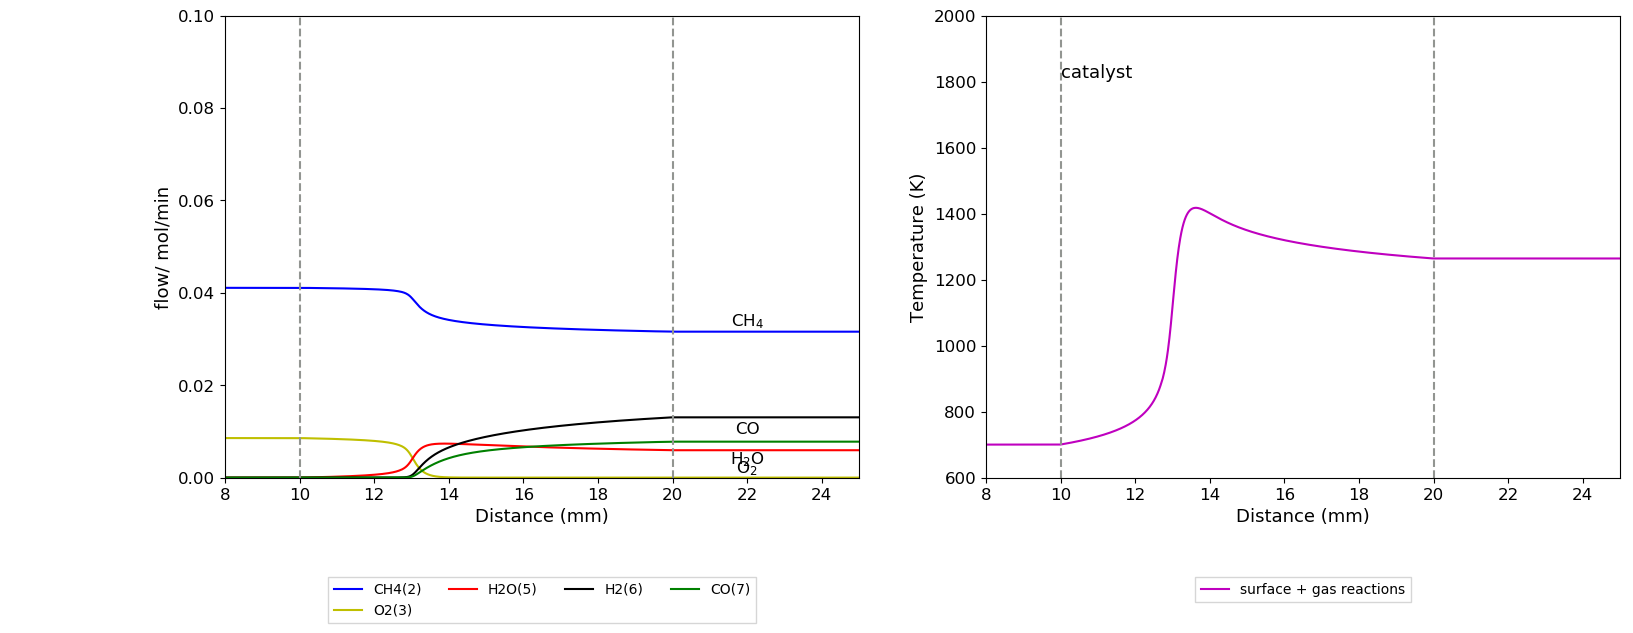 0.10
0.08
0.06
0.04
0.02
0.00
flow/ mol/min
CH₄
CO
H₂O
O₂
8 10 12 14 16 18 20 22 24
Distance (mm)
CH4(2) H2O(5) H2(6) CO(7)
O2(3)
2000
1800
1600
1400
1200
1000
800
600
Temperature (K)
catalyst
8 10 12 14 16 18 20 22 24
Distance (mm)
surface + gas reactions